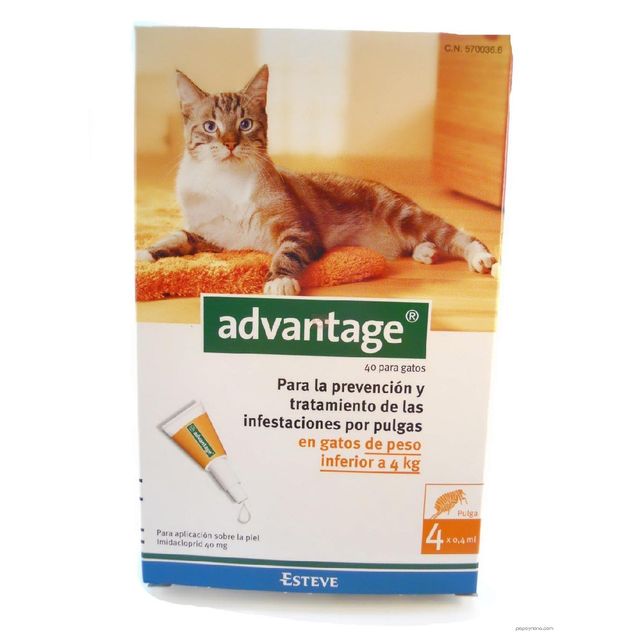 C.N. 570036.6
advantage®
40 para gatos
Para la prevención y
tratamiento de las
infestaciones por pulgas
en gatos de peso
inferior a 4 kg
advantage®
Pulga
4 x 0,4 ml
Para aplicación sobre la piel
Imidacloprid 40 mg
ESTEVE